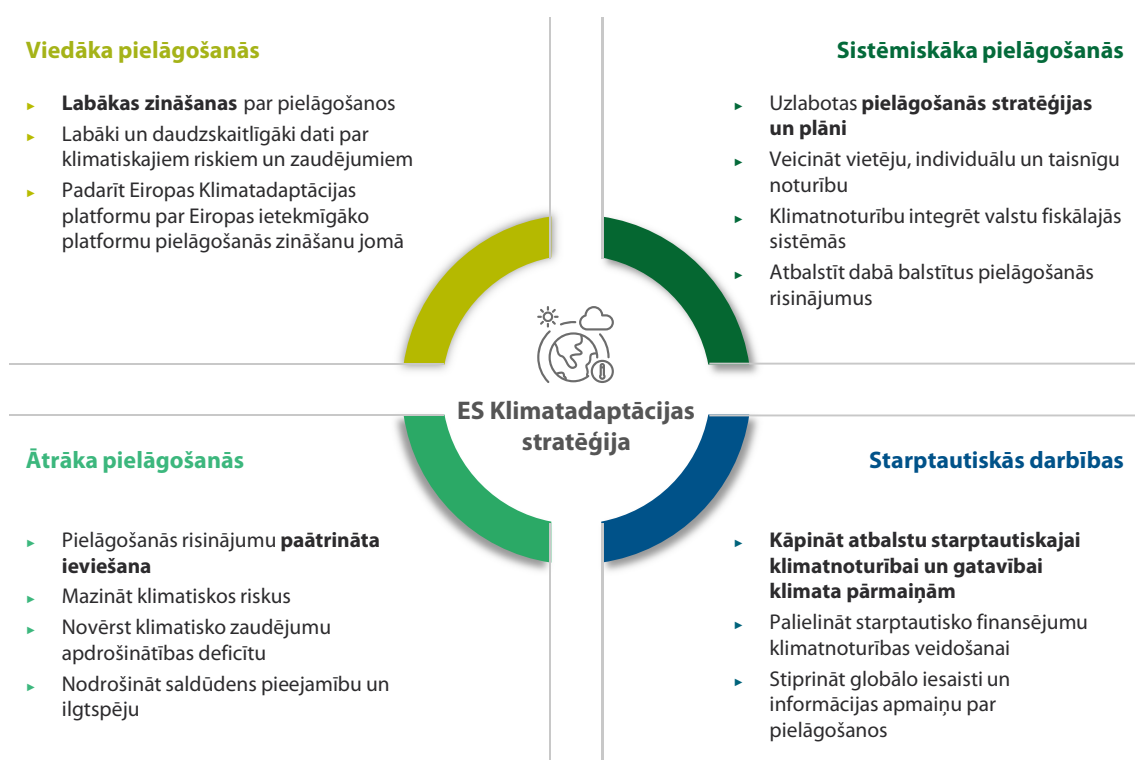 Viedāka pielāgošanās
► Labākas zināšanas par pielāgošanos
► Labāki un daudzskaitlīgāki dati par
klimatiskajiem riskiem un zaudējumiem
► Padarīt Eiropas Klimatadaptācijas
platformu par Eiropas ietekmīgāko
platformu pielāgošanās zināšanu jomā
Sistēmiskāka pielāgošanās
► Uzlabotas pielāgošanās stratēģijas
un plāni
► Veicināt vietēju, individuālu un taisnīgu
noturību
► Klimatnoturību integrēt valstu fiskālajās
sistēmās
► Atbalstīt dabā balstītus pielāgošanās
risinājumus
ES Klimatadaptācijas
stratēģija
Ātrāka pielāgošanās
► Pielāgošanās risinājumu paātrināta
ieviešana
► Mazināt klimatiskos riskus
► Novērst klimatisko zaudējumu
apdrošinātības deficītu
► Nodrošināt saldūdens pieejamību un
ilgtspēju
Starptautiskās darbības
► Kāpināt atbalstu starptautiskajai
klimatnoturībai un gatavībai
klimata pārmaiņām
► Palielināt starptautisko finansējumu
klimatnoturības veidošanai
► Stiprināt globālo iesaisti un
informācijas apmaiņu par
pielāgošanos